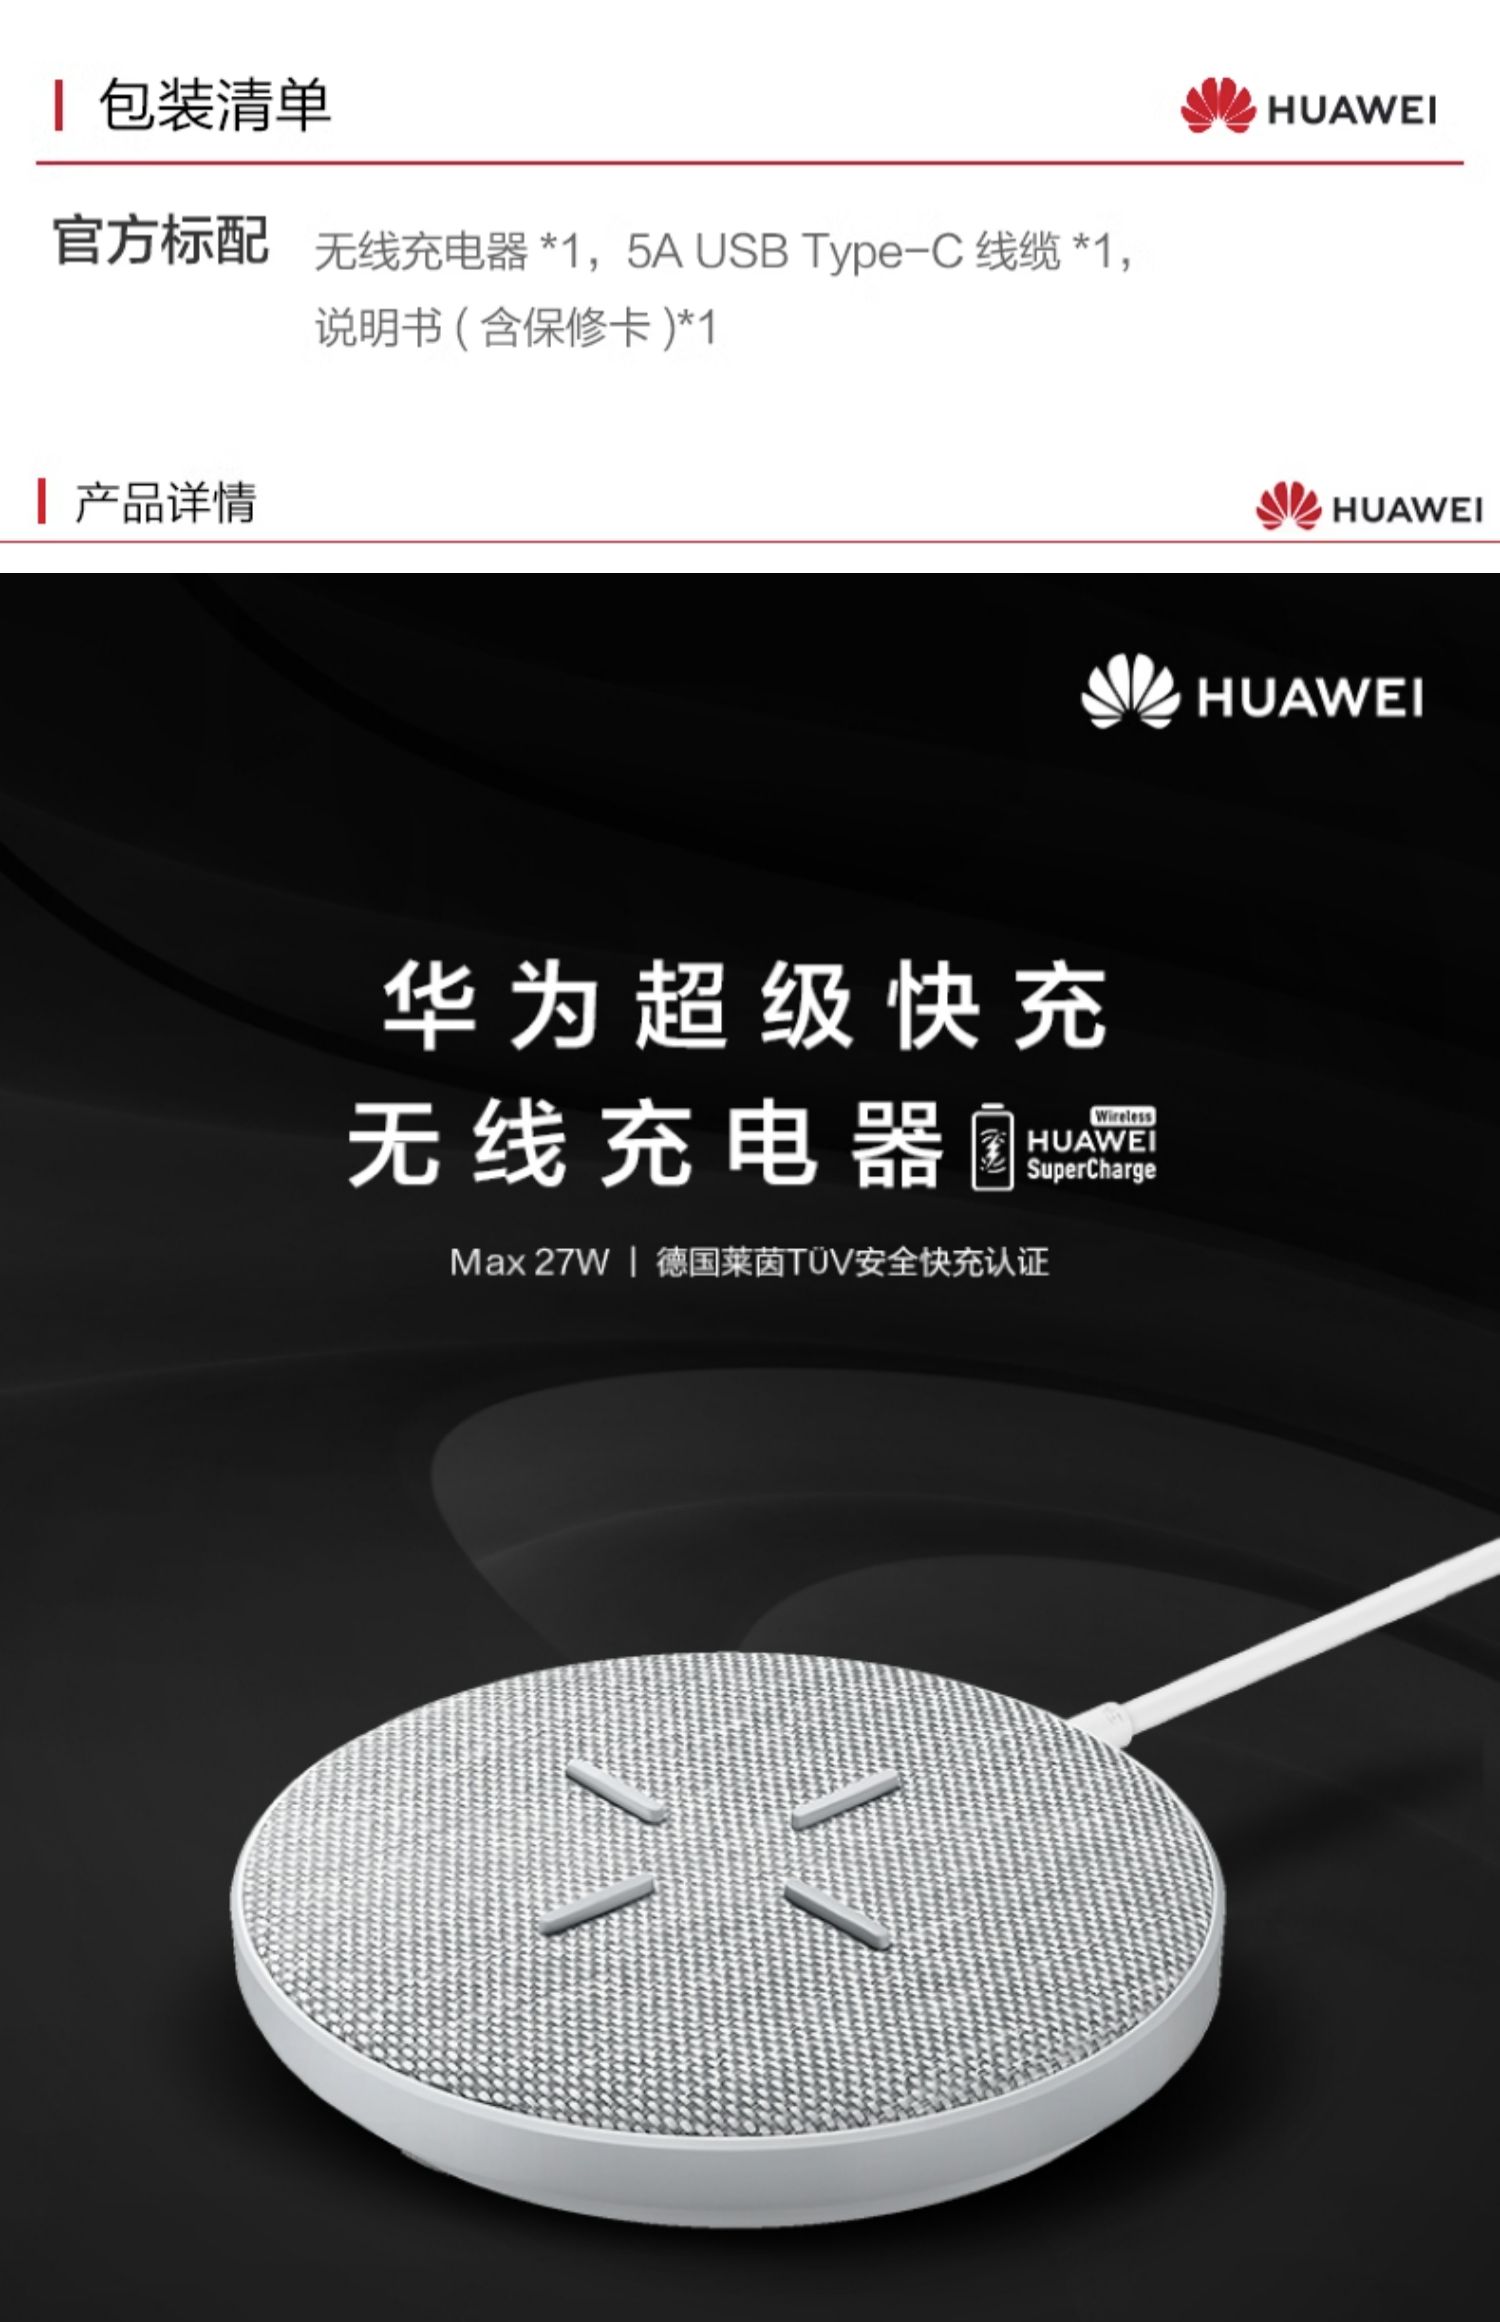 包装清单
HUAWEI
官方标配
无线充电器 *1，5A USB Type-C 线缆 *1，
说明书 ( 含保修卡 )*1
产品详情
HUAWEI
HUAWEI
华为超级快充
无线充电器
Wireless
HUAWEI
SuperCharge
Max 27W | 德国莱茵TÜV安全快充认证